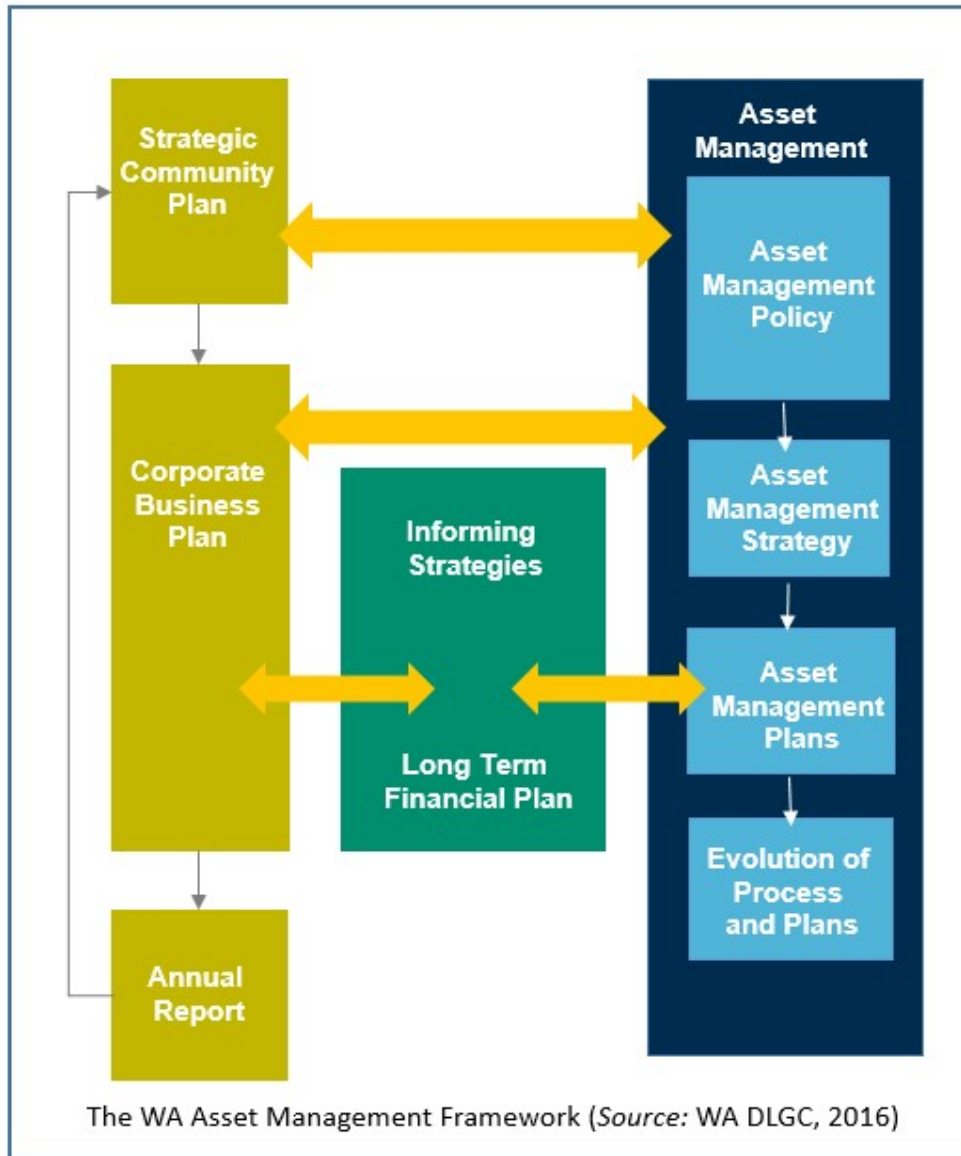 Strategic
Community
Plan
Corporate
Business
Plan
Annual
Report
Informing
Strategies
Long Term
Financial Plan
Asset
Management
Asset
Management
Policy
Asset
Management
Strategy
Asset
Management
Plans
Evolution of
Process
and Plans
The WA Asset Management Framework (Source: WA DLGC, 2016)